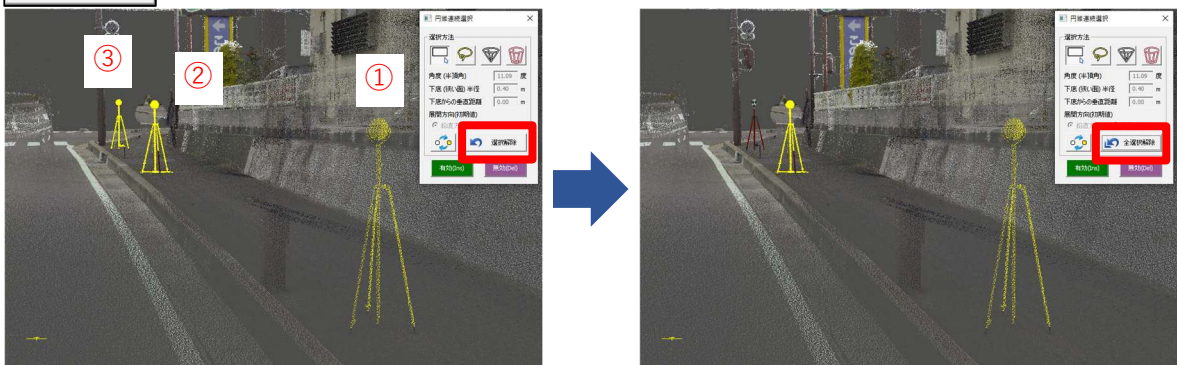 ③
②
①
円錐連続選択
選択方法
角度 (半頂角) 11.09 度
下底 (狭い面) 半径 0.40 m
下底からの垂直距離 0.00 m
展開方向(初期値)
選択解除
有効(Ins) 無効(Del)
円錐連続選択
選択方法
角度 (半頂角) 11.09 度
下底 (狭い面) 半径 0.40 m
下底からの垂直距離 0.00 m
展開方向(初期値)
全選択解除
有効(Ins) 無効(Del)